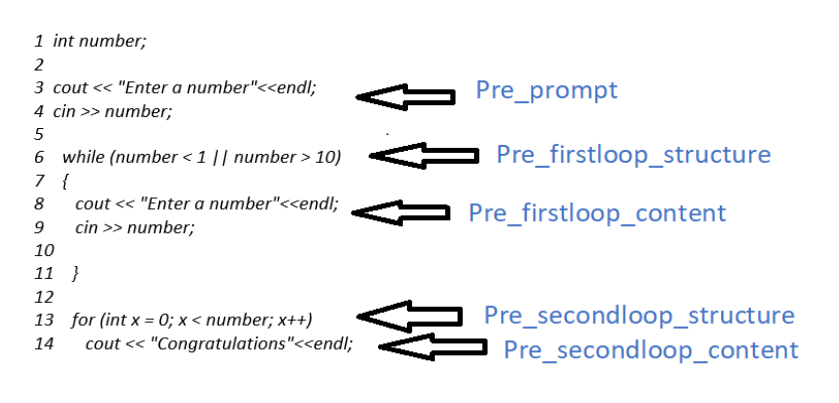 1 int number;
2
3 cout << "Enter a number"<<endl; Pre_prompt
4 cin >> number;
5
6 while (number < 1 || number > 10) Pre_firstloop_structure
7 {
8 cout << "Enter a number"<<endl; Pre_firstloop_content
9 cin >> number;
10
11 }
12
13 for (int x = 0; x < number; x++) Pre_secondloop_structure
14 cout << "Congratulations"<<endl; Pre_secondloop_content